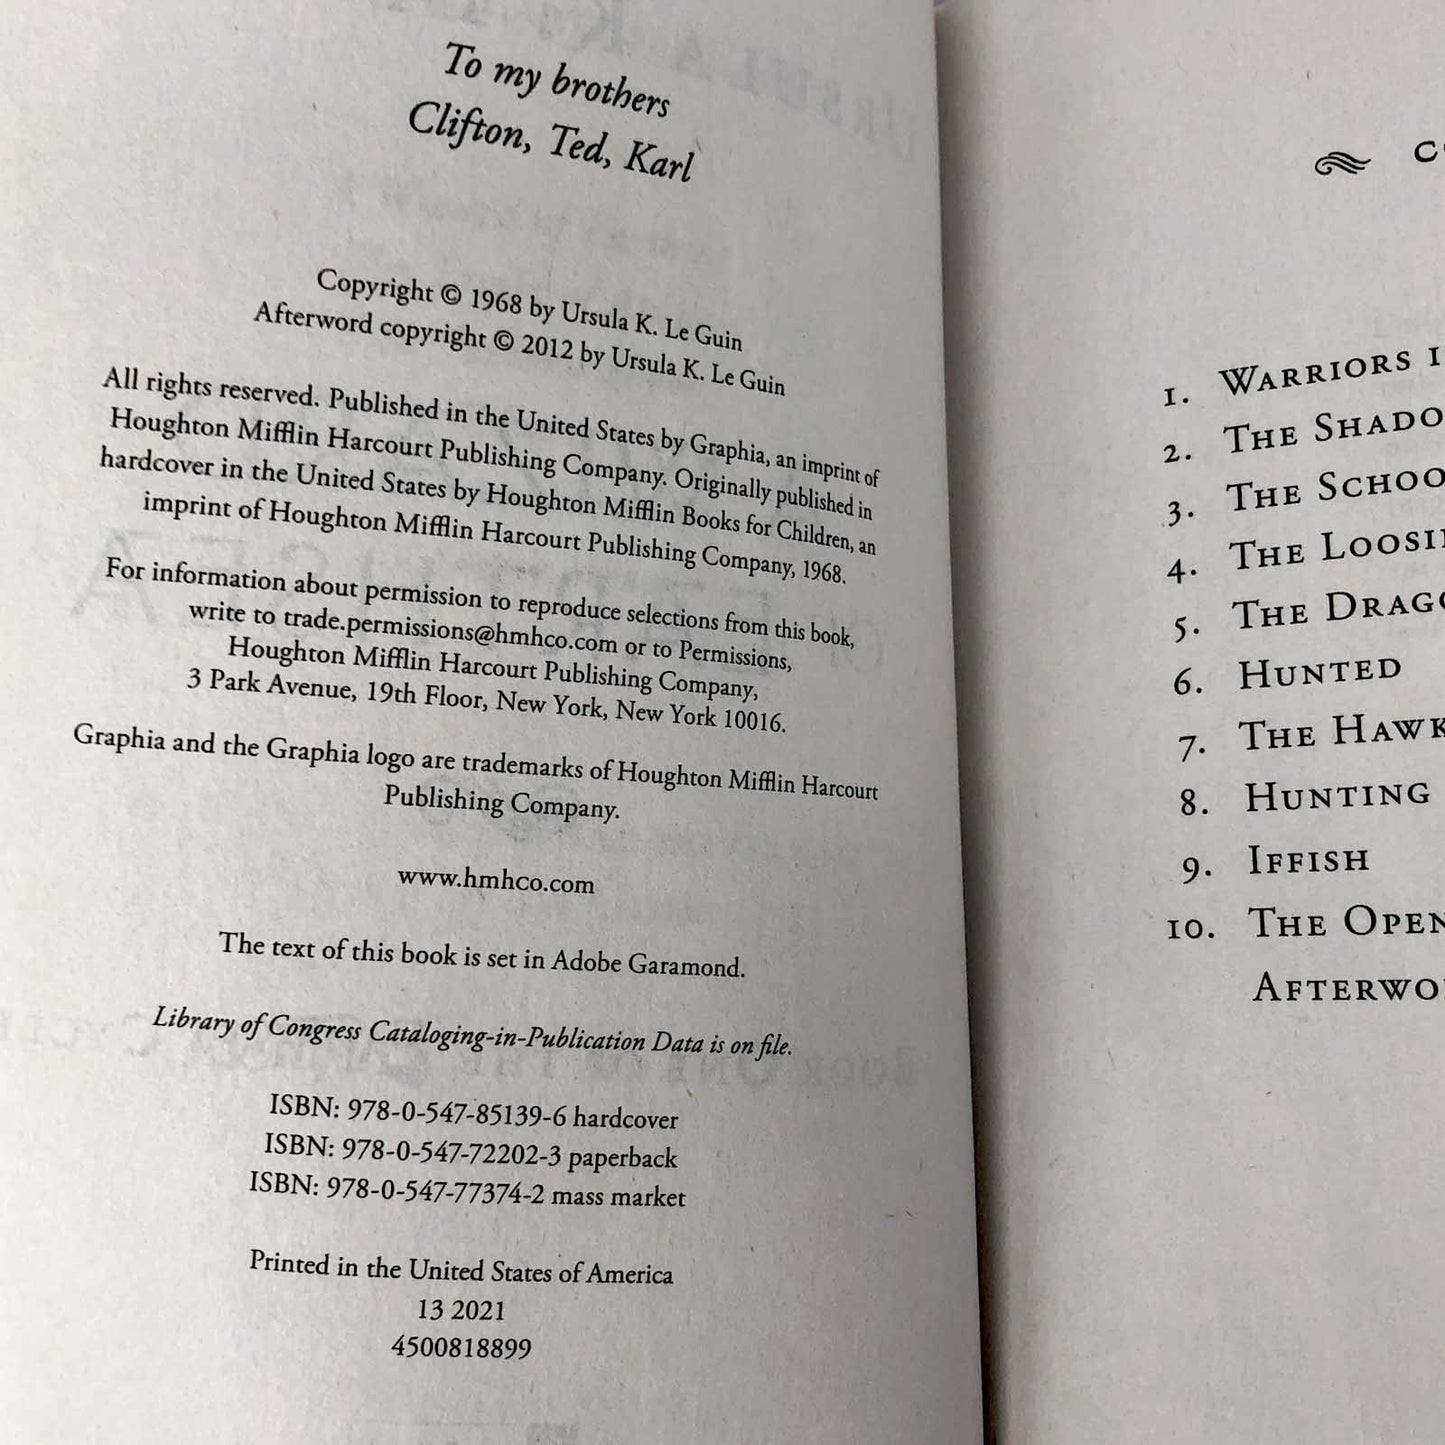 To my brothers
Clifton, Ted, Karl
Copyright © 1968 by Ursula K. Le Guin
Afterword copyright © 2012 by Ursula K. Le Guin
All rights reserved. Published in the United States by Graphia, an imprint of
Houghton Mifflin Harcourt Publishing Company. Originally published in
hardcover in the United States by Houghton Mifflin Books for Children, an
imprint of Houghton Mifflin Harcourt Publishing Company, 1968.
For information about permission to reproduce selections from this book,
write to trade.permissions@hmhco.com or to Permissions,
Houghton Mifflin Harcourt Publishing Company,
3 Park Avenue, 19th Floor, New York, New York 10016.
Graphia and the Graphia logo are trademarks of Houghton Mifflin Harcourt
Publishing Company.
www.hmhco.com
The text of this book is set in Adobe Garamond.
Library of Congress Cataloging-in-Publication Data is on file.
ISBN: 978-0-547-85139-6 hardcover
ISBN: 978-0-547-72202-3 paperback
ISBN: 978-0-547-77374-2 mass market
Printed in the United States of America
13 2021
4500818899
1. Warriors
2. The
3. The
4. The
5. The
6. Hunted
7. The
8. Hunting
9. Iffish
10. The